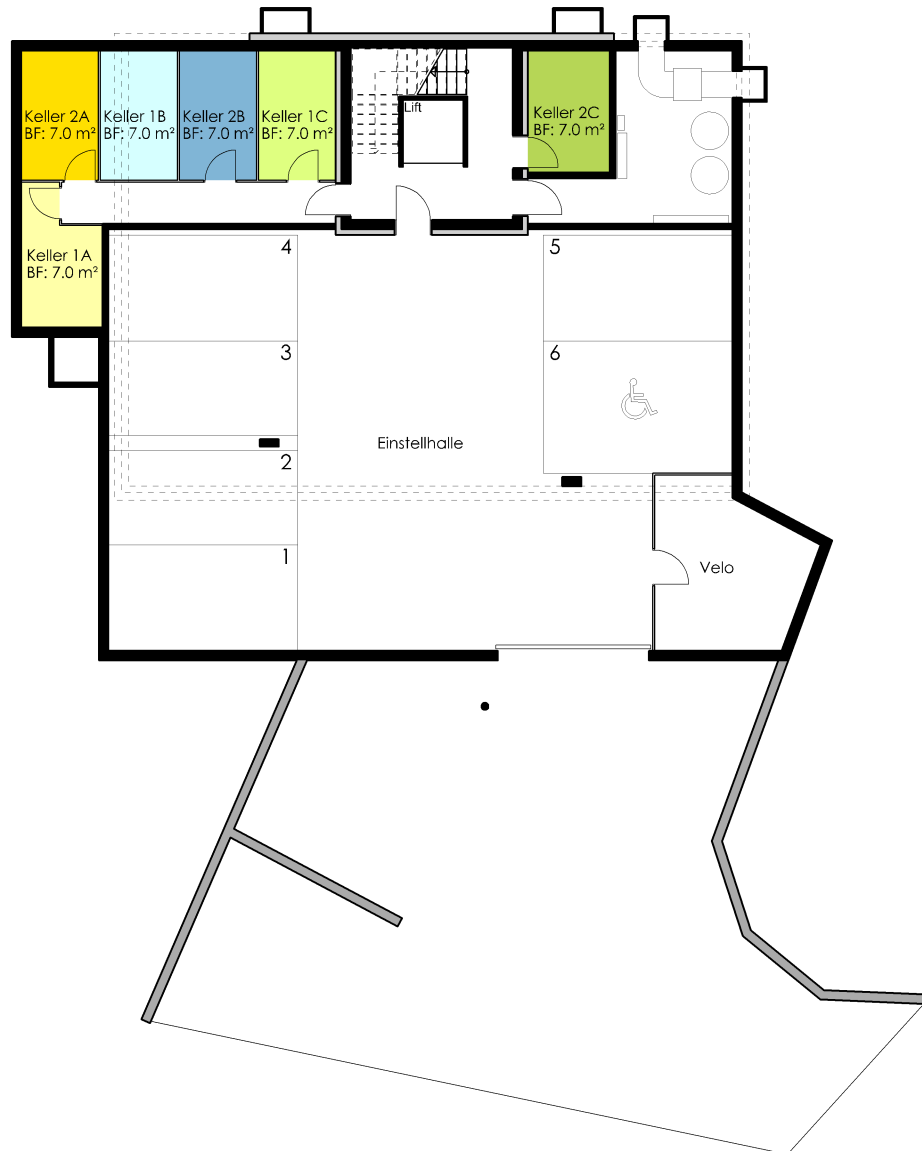 Keller 2A
BF: 7.0 m²
Keller 1B
BF: 7.0 m²
Keller 2B
BF: 7.0 m²
Keller 1C
BF: 7.0 m²
Lift
Keller 2C
BF: 7.0 m²
Keller 1A
BF: 7.0 m²
4
5
3
6
Einstellhalle
2
1
Velo